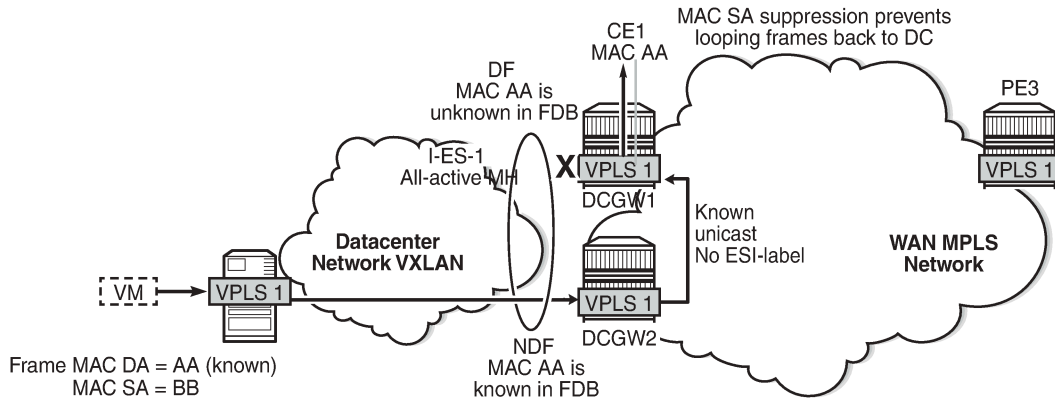 MAC SA suppression prevents
looping frames back to DC
CE1
MAC AA
DF
MAC AA is
unknown in FDB
PE3
I-ES-1
All-active MH
X
VPLS 1
VPLS 1
DCGW1
Known
unicast
No ESI-label
Datacenter
Network VXLAN
WAN MPLS
Network
VM
VPLS 1
VPLS 1
DCGW2
NDF
MAC AA is
known in FDB
Frame MAC DA = AA (known)
MAC SA = BB